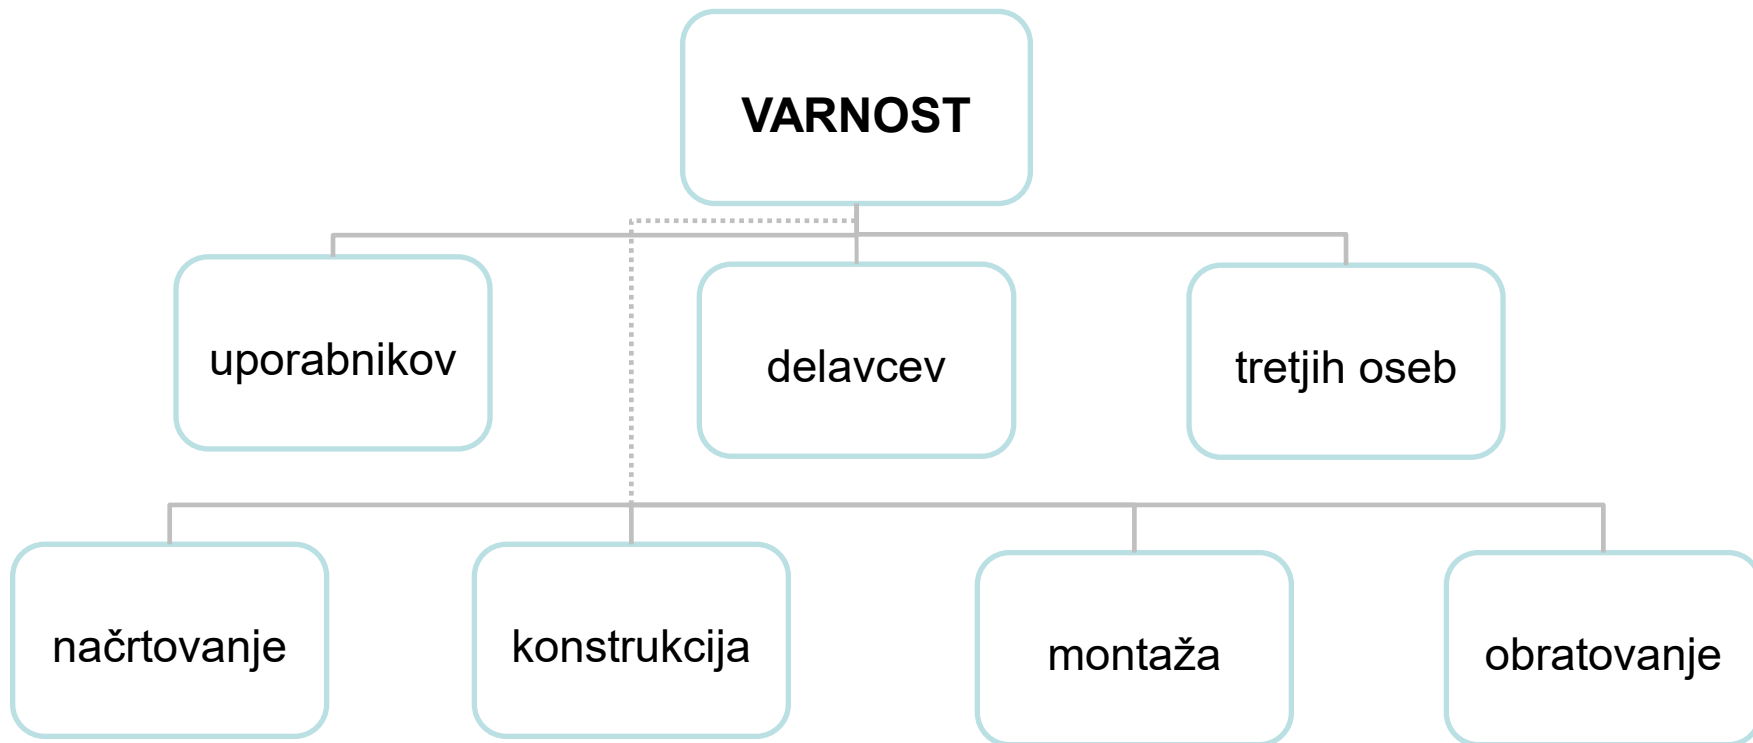 VARNOST
uporabnikov
delavcev
tretjih oseb
načrtovanje
konstrukcija
montaža
obratovanje